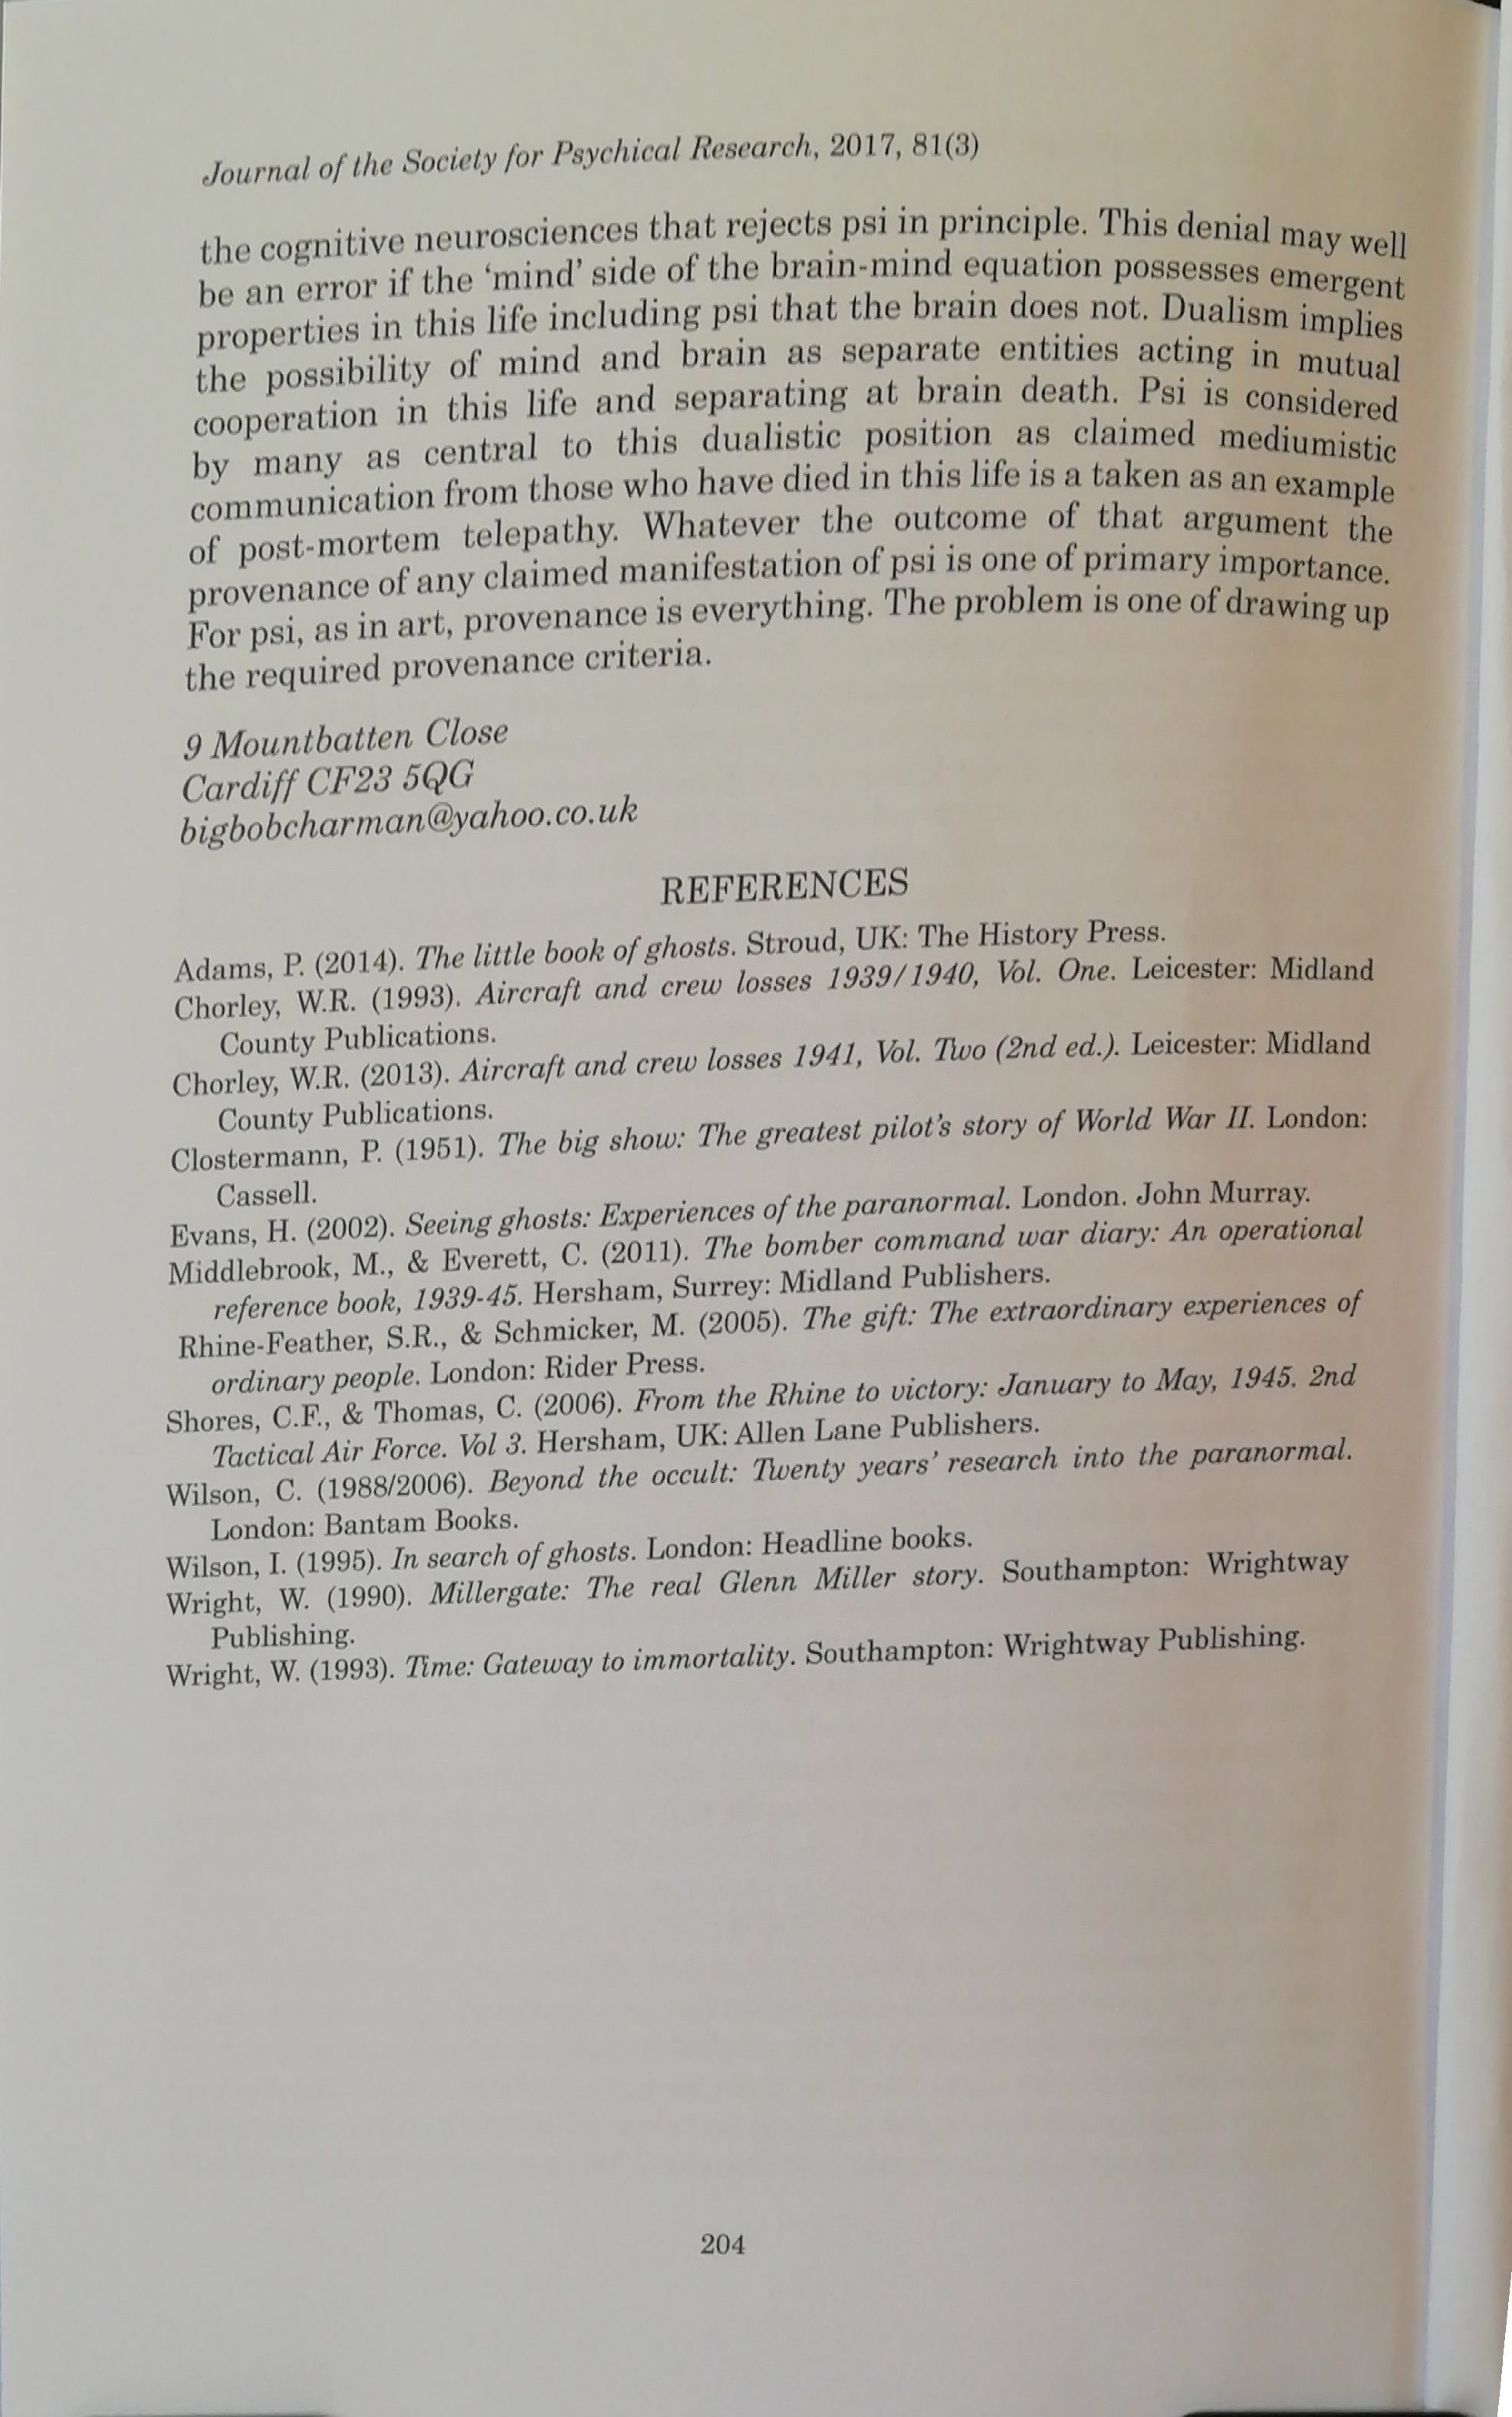 Journal of the Society for Psychical Research, 2017, 81(3)
the cognitive neurosciences that rejects psi in principle. This denial may well
be an error if the ‘mind’ side of the brain-mind equation possesses emergent
properties in this life including psi that the brain does not. Dualism implies
the possibility of mind and brain as separate entities acting in mutual
cooperation in this life and separating at brain death. Psi is considered
by many as central to this dualistic position as claimed mediumistic
communication from those who have died in this life is a taken as an example
of post-mortem telepathy. Whatever the outcome of that argument the
provenance of any claimed manifestation of psi is one of primary importance.
For psi, as in art, provenance is everything. The problem is one of drawing up
the required provenance criteria.
9 Mountbatten Close
Cardiff CF23 5QG
bigbobcharman@yahoo.co.uk
REFERENCES
Adams, P. (2014). The little book of ghosts. Stroud, UK: The History Press.
Chorley, W.R. (1993). Aircraft and crew losses 1939/1940, Vol. One. Leicester: Midland
County Publications.
Chorley, W.R. (2013). Aircraft and crew losses 1941, Vol. Two (2nd ed.). Leicester: Midland
County Publications.
Clostermann, P. (1951). The big show: The greatest pilot’s story of World War II. London:
Cassell.
Evans, H. (2002). Seeing ghosts: Experiences of the paranormal. London. John Murray.
Middlebrook, M., & Everett, C. (2011). The bomber command war diary: An operational
reference book, 1939-45. Hersham, Surrey: Midland Publishers.
Rhine-Feather, S.R., & Schmicker, M. (2005). The gift: The extraordinary experiences of
ordinary people. London: Rider Press.
Shores, C.F., & Thomas, C. (2006). From the Rhine to victory: January to May, 1945. 2nd
Tactical Air Force. Vol 3. Hersham, UK: Allen Lane Publishers.
Wilson, C. (1988/2006). Beyond the occult: Twenty years’ research into the paranormal.
London: Bantam Books.
Wilson, I. (1995). In search of ghosts. London: Headline books.
Wright, W. (1990). Millergate: The real Glenn Miller story. Southampton: Wrightway
Publishing.
Wright, W. (1993). Time: Gateway to immortality. Southampton: Wrightway Publishing.
204